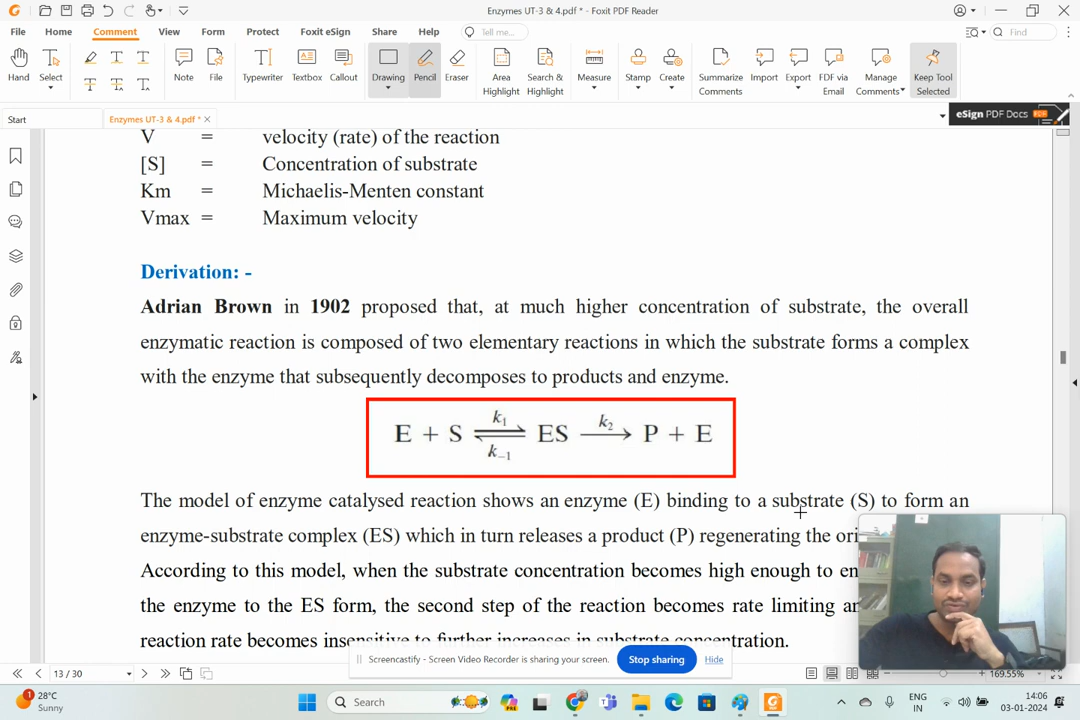 Enzymes UT-3 & 4.pdf * - Foxit PDF Reader
File Home Comment View Form Protect Foxit eSign Share Help Tell me... Find
Hand Select Note File Typewriter Textbox Callout Drawing Pencil Eraser Area Highlight Search & Highlight Measure Stamp Create Summarize Comments Import Export FDF via Email Manage Comments Keep Tool Selected
Start Enzymes UT-3 & 4.pdf * eSign PDF Docs
V = velocity (rate) of the reaction
[S] = Concentration of substrate
Km = Michaelis-Menten constant
Vmax = Maximum velocity
Derivation: -
Adrian Brown in 1902 proposed that, at much higher concentration of substrate, the overall
enzymatic reaction is composed of two elementary reactions in which the substrate forms a complex
with the enzyme that subsequently decomposes to products and enzyme.
E + S ⇌ ES → P + E
k1 k2
k−1
The model of enzyme catalysed reaction shows an enzyme (E) binding to a substrate (S) to form an
enzyme-substrate complex (ES) which in turn releases a product (P) regenerating the
According to this model, when the substrate concentration becomes high enough to
the enzyme to the ES form, the second step of the reaction becomes rate limiting
reaction rate becomes insensitive to further increases in substrate concentration.
Screencastify - Screen Video Recorder is sharing your screen. Stop sharing Hide
13 / 30 169.55%
28°C
Sunny
Search
ENG
IN
14:06
03-01-2024